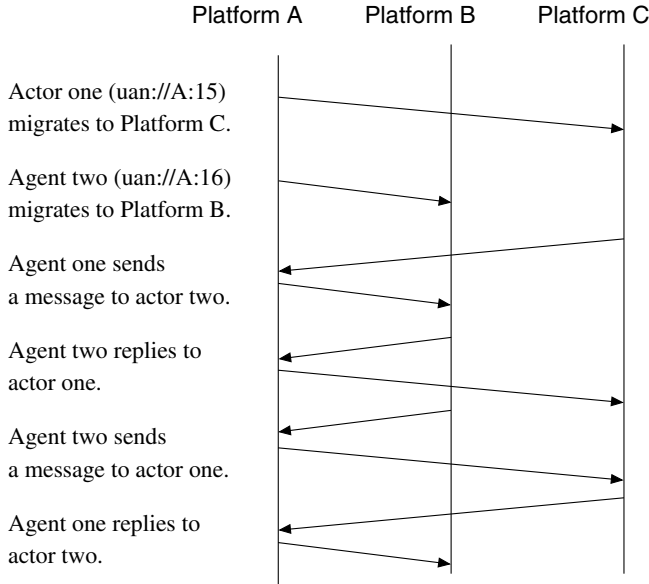 Platform A Platform B Platform C
Actor one (uan://A:15)
migrates to Platform C.
Agent two (uan://A:16)
migrates to Platform B.
Agent one sends
a message to actor two.
Agent two replies to
actor one.
Agent two sends
a message to actor one.
Agent one replies to
actor two.